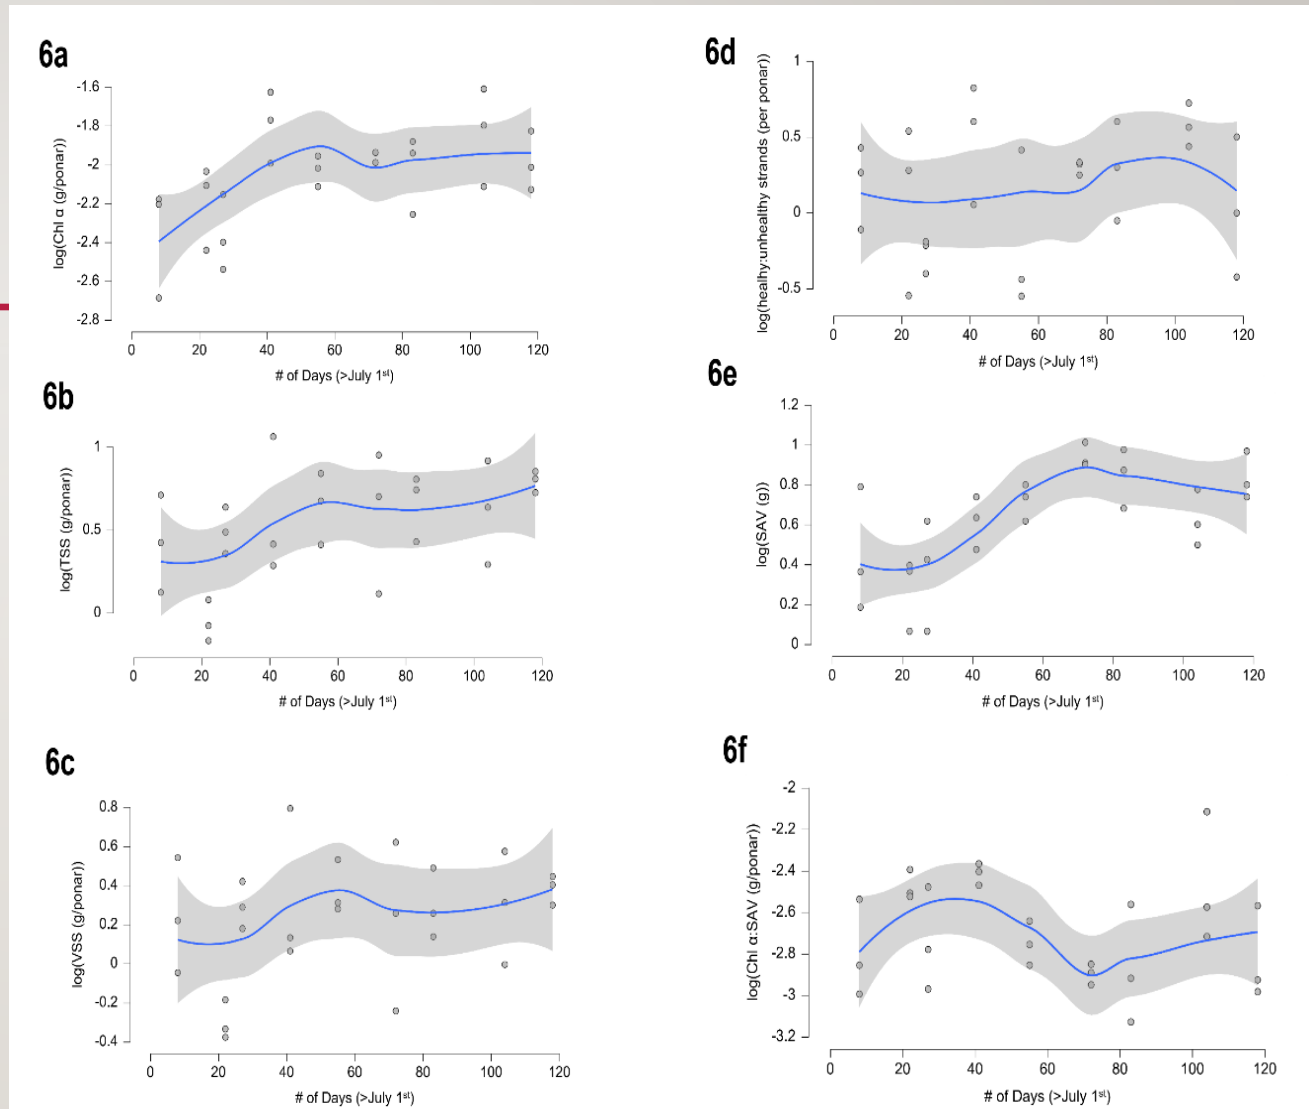 6a
log(Chl α (g/ponar))
-1.6
-1.8
-2
-2.2
-2.4
-2.6
-2.8
0 20 40 60 80 100 120
# of Days (>July 1st)
6b
log(TSS (g/ponar))
1
0.5
0
0 20 40 60 80 100 120
# of Days (>July 1st)
6c
log(VSS (g/ponar))
0.8
0.6
0.4
0.2
0
-0.2
-0.4
0 20 40 60 80 100 120
# of Days (>July 1st)
6d
log(healhy:unhealthy strands (per ponar))
1
0.5
0
-0.5
0 20 40 60 80 100 120
# of Days (>July 1st)
6e
log(SAV (g))
1.2
1
0.8
0.6
0.4
0.2
0
0 20 40 60 80 100 120
# of Days (>July 1st)
6f
log(Chl α:SAV (g/ponar))
-2
-2.2
-2.4
-2.6
-2.8
-3
-3.2
0 20 40 60 80 100 120
# of Days (>July 1st)